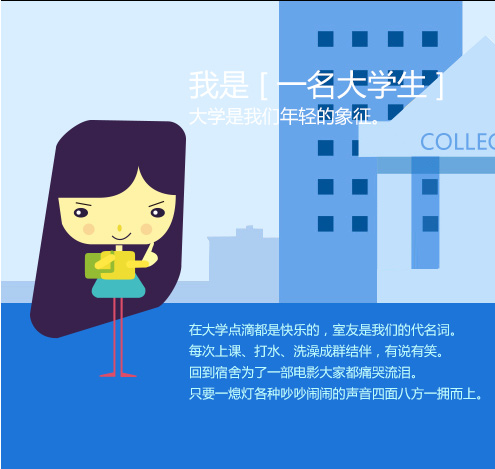 我是 [ 一名大学生 ]
大学是我们年轻的象征。
COLLEC
在大学点滴都是快乐的，室友是我们的代名词。
每次上课、打水、洗澡成群结伴，有说有笑。
回到宿舍为了一部电影大家都痛哭流泪。
只要一熄灯各种吵吵闹闹的声音四面八方一拥而上。